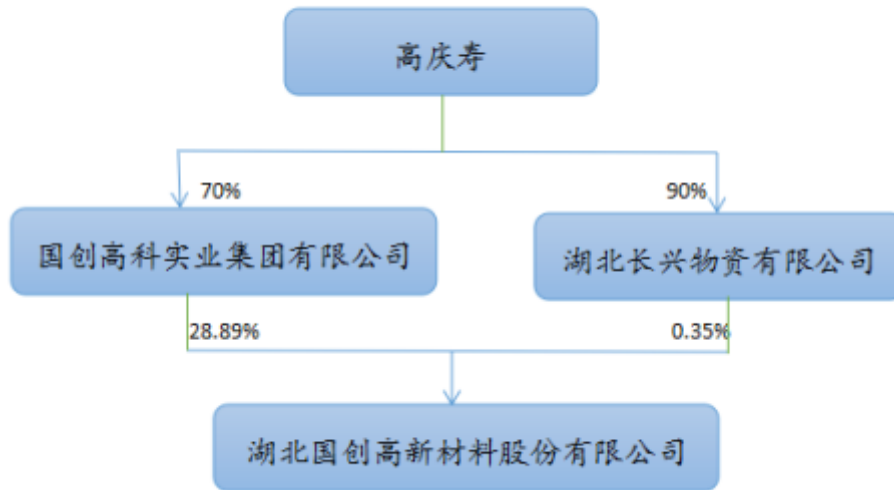 高庆寿
70%
90%
国创高科实业集团有限公司
湖北长兴物资有限公司
28.89%
0.35%
湖北国创高新材料股份有限公司